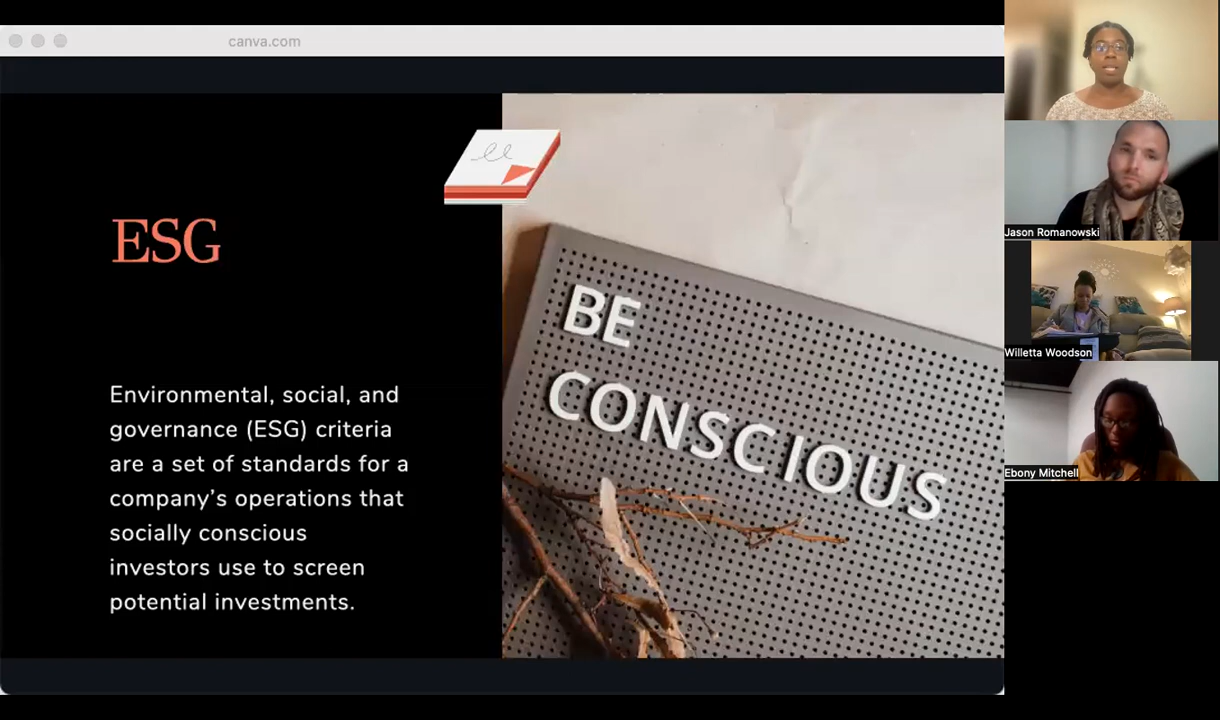 canva.com
ESG
Environmental, social, and
governance (ESG) criteria
are a set of standards for a
company's operations that
socially conscious
investors use to screen
potential investments.
BE
CONSCIOUS
Jason Romanowski
Willetta Woodson
Ebony Mitchell